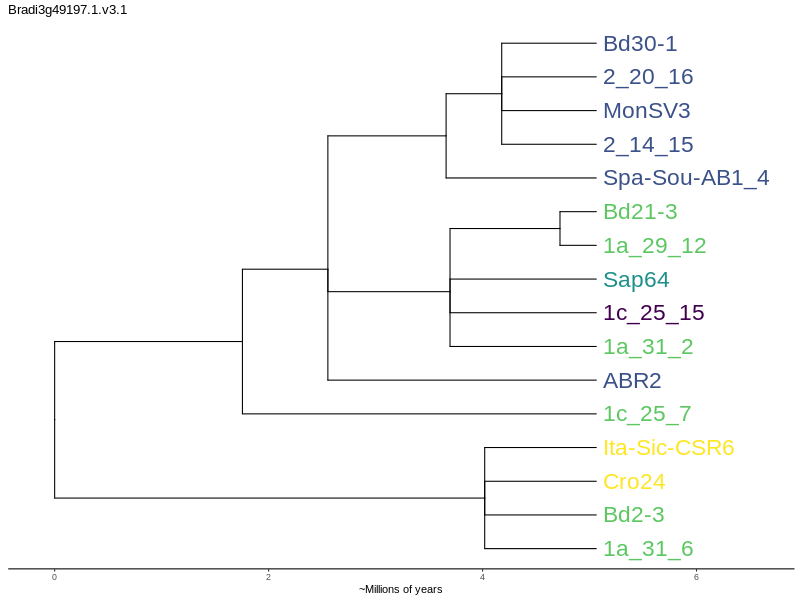 Bradi3g49197.1.v3.1
Bd30-1
2_20_16
MonSV3
2_14_15
Spa-Sou-AB1_4
Bd21-3
1a_29_12
Sap64
1c_25_15
1a_31_2
ABR2
1c_25_7
Ita-Sic-CSR6
Cro24
Bd2-3
1a_31_6
0 2 4 6
~Millions of years